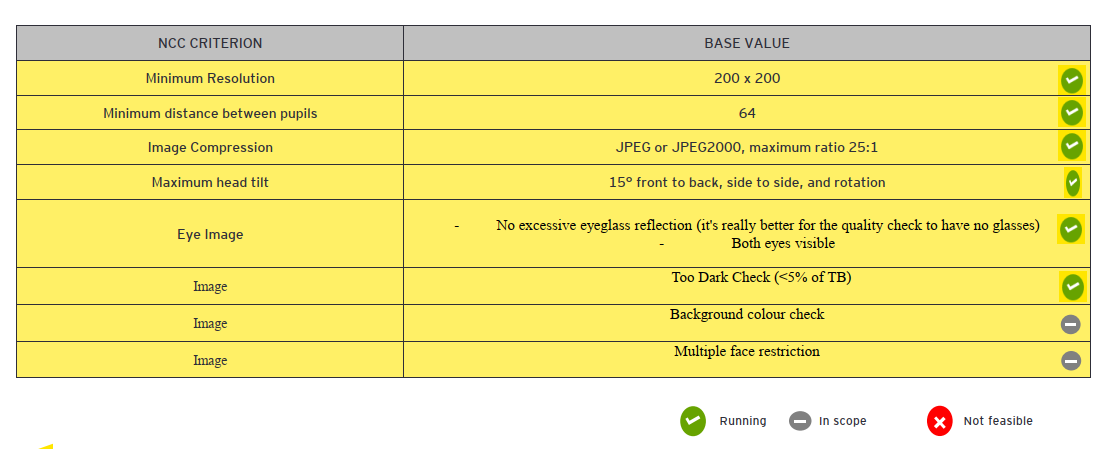 NCC CRITERION BASE VALUE
Minimum Resolution 200 x 200
Minimum distance between pupils 64
Image Compression JPEG or JPEG2000, maximum ratio 25:1
Maximum head tilt 15º front to back, side to side, and rotation
Eye Image - No excessive eyeglass reflection (it's really better for the quality check to have no glasses)
- Both eyes visible
Image Too Dark Check (<5% of TB)
Image Background colour check
Image Multiple face restriction
Running In scope Not feasible